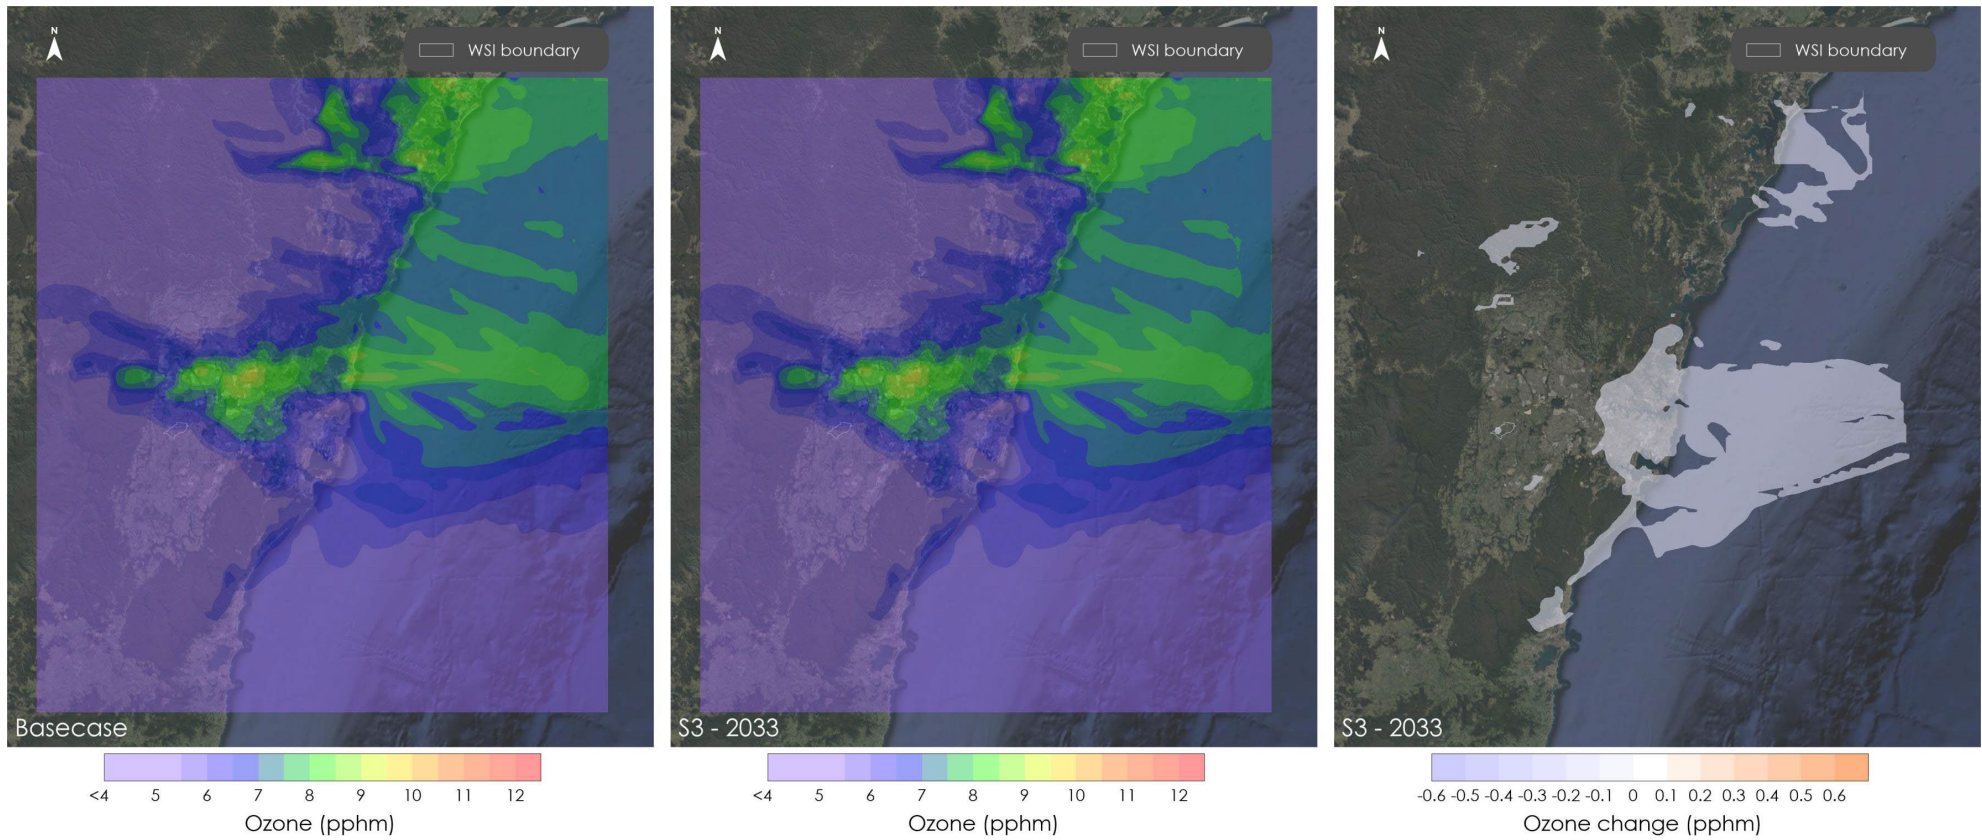 N
WSI boundary
N
WSI boundary
N
WSI boundary
Basecase
S3 - 2033
S3 - 2033
<4 5 6 7 8 9 10 11 12
Ozone (pphm)
<4 5 6 7 8 9 10 11 12
Ozone (pphm)
-0.6 -0.5 -0.4 -0.3 -0.2 -0.1 0 0.1 0.2 0.3 0.4 0.5 0.6
Ozone change (pphm)